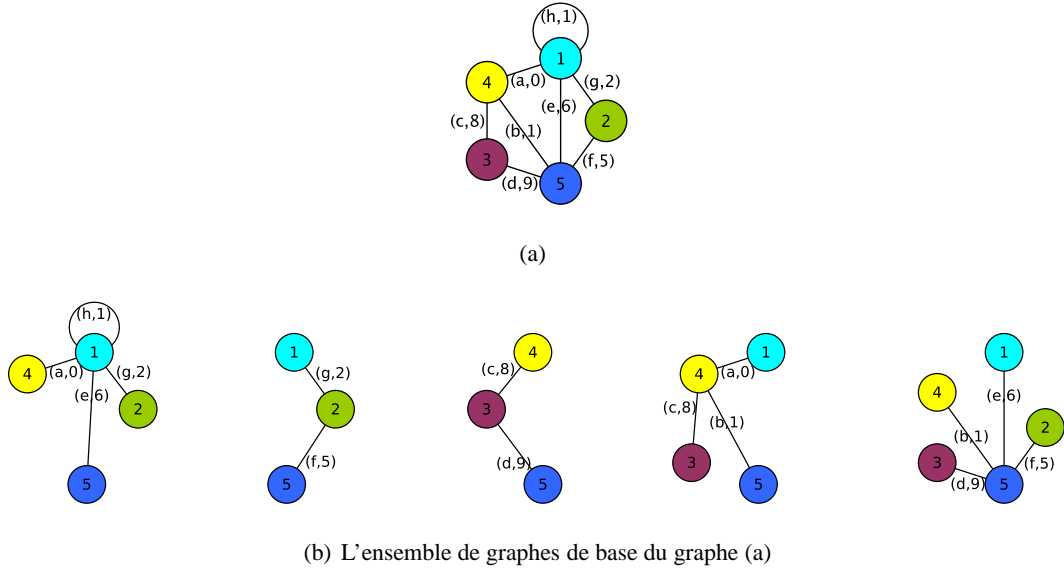 (h,1)
1
4
(a,0)
(g,2)
(e,6)
2
(c,8)
(b,1)
3
(f,5)
(d,9)
5
(a)
(h,1)
1
4
(a,0)
(g,2)
(e,6)
2
5
1
(g,2)
2
(f,5)
5
4
(c,8)
3
(d,9)
5
1
4
(a,0)
(c,8)
(b,1)
3
5
1
4
(e,6)
2
(b,1)
3
(f,5)
(d,9)
5
(b) L'ensemble de graphes de base du graphe (a)